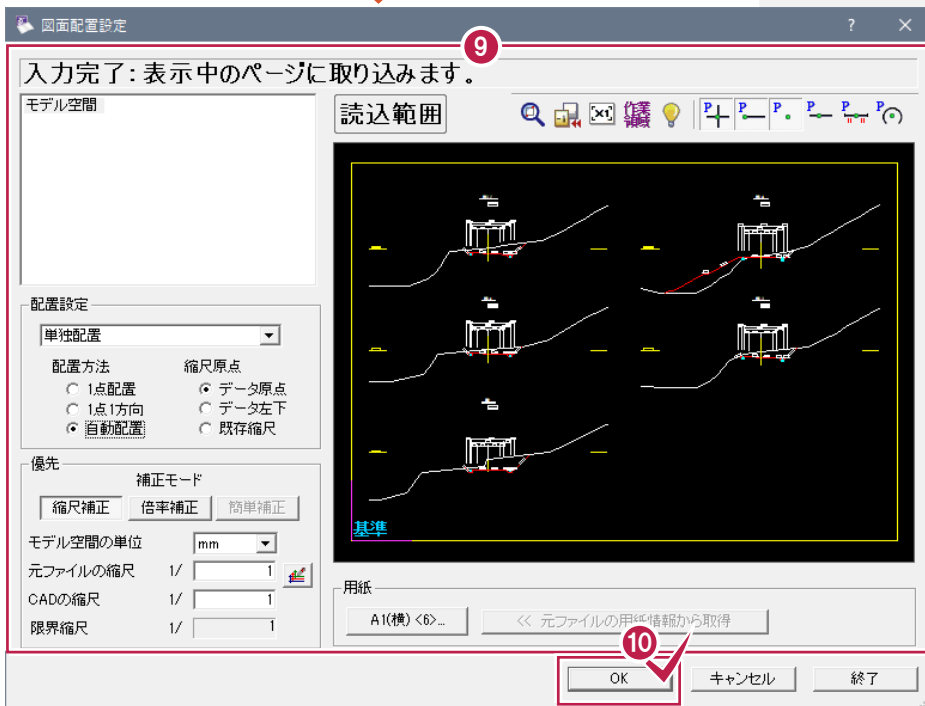 図面配置設定
?
×
9
入力完了:表示中のページに取り込みます。
モデル空間
読込範囲
×1
作業
領域
P P P P P P
基準
配置設定
単独配置
配置方法
縮尺原点
1点配置
データ原点
1点1方向
データ左下
自動配置
既存縮尺
優先
補正モード
縮尺補正
倍率補正
簡単補正
モデル空間の単位
mm
元ファイルの縮尺 1/ 1
CADの縮尺 1/ 1
限界縮尺 1/ 1
用紙
A1(横)<6>...
<< 元ファイルの用紙情報から取得
10
OK
キャンセル
終了